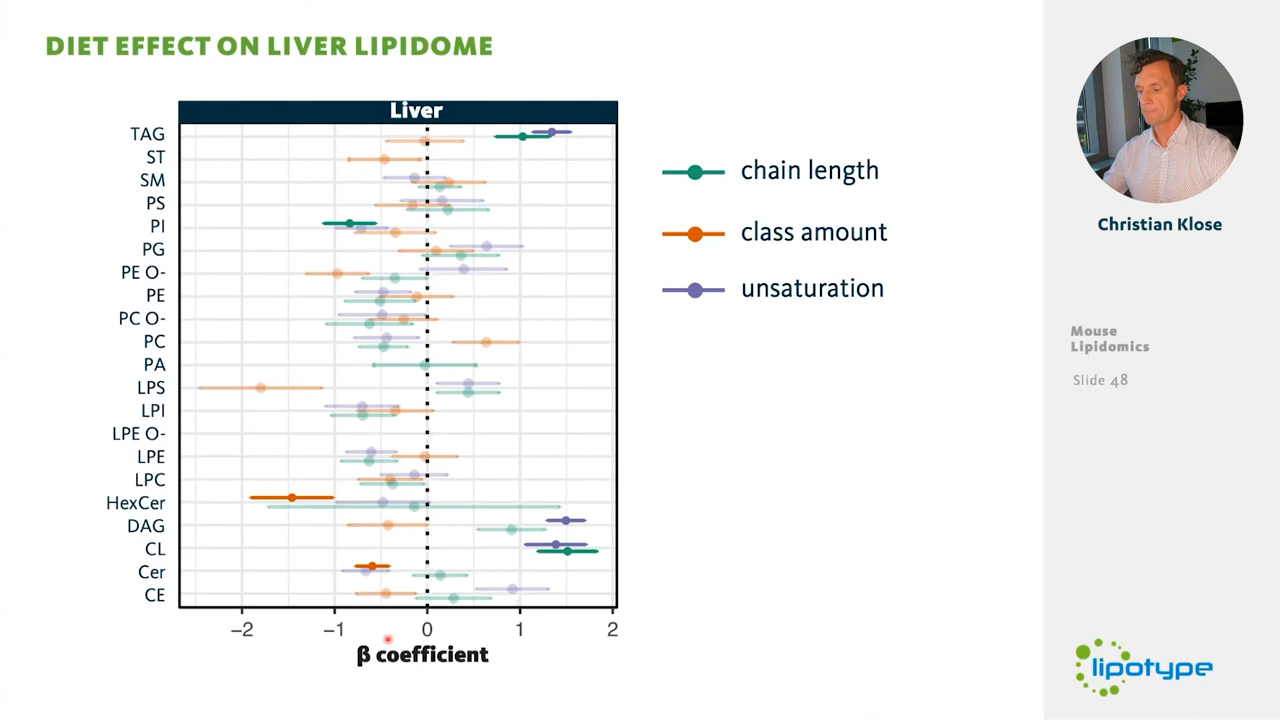 DIET EFFECT ON LIVER LIPIDOME
Liver
TAG
ST
SM
PS
PI
PG
PE O-
PE
PC O-
PC
PA
LPS
LPI
LPE O-
LPE
LPC
HexCer
DAG
CL
Cer
CE
−2
−1
0
1
2
β coefficient
chain length
class amount
unsaturation
Christian Klose
Mouse
Lipidomics
Slide 48
lipotype